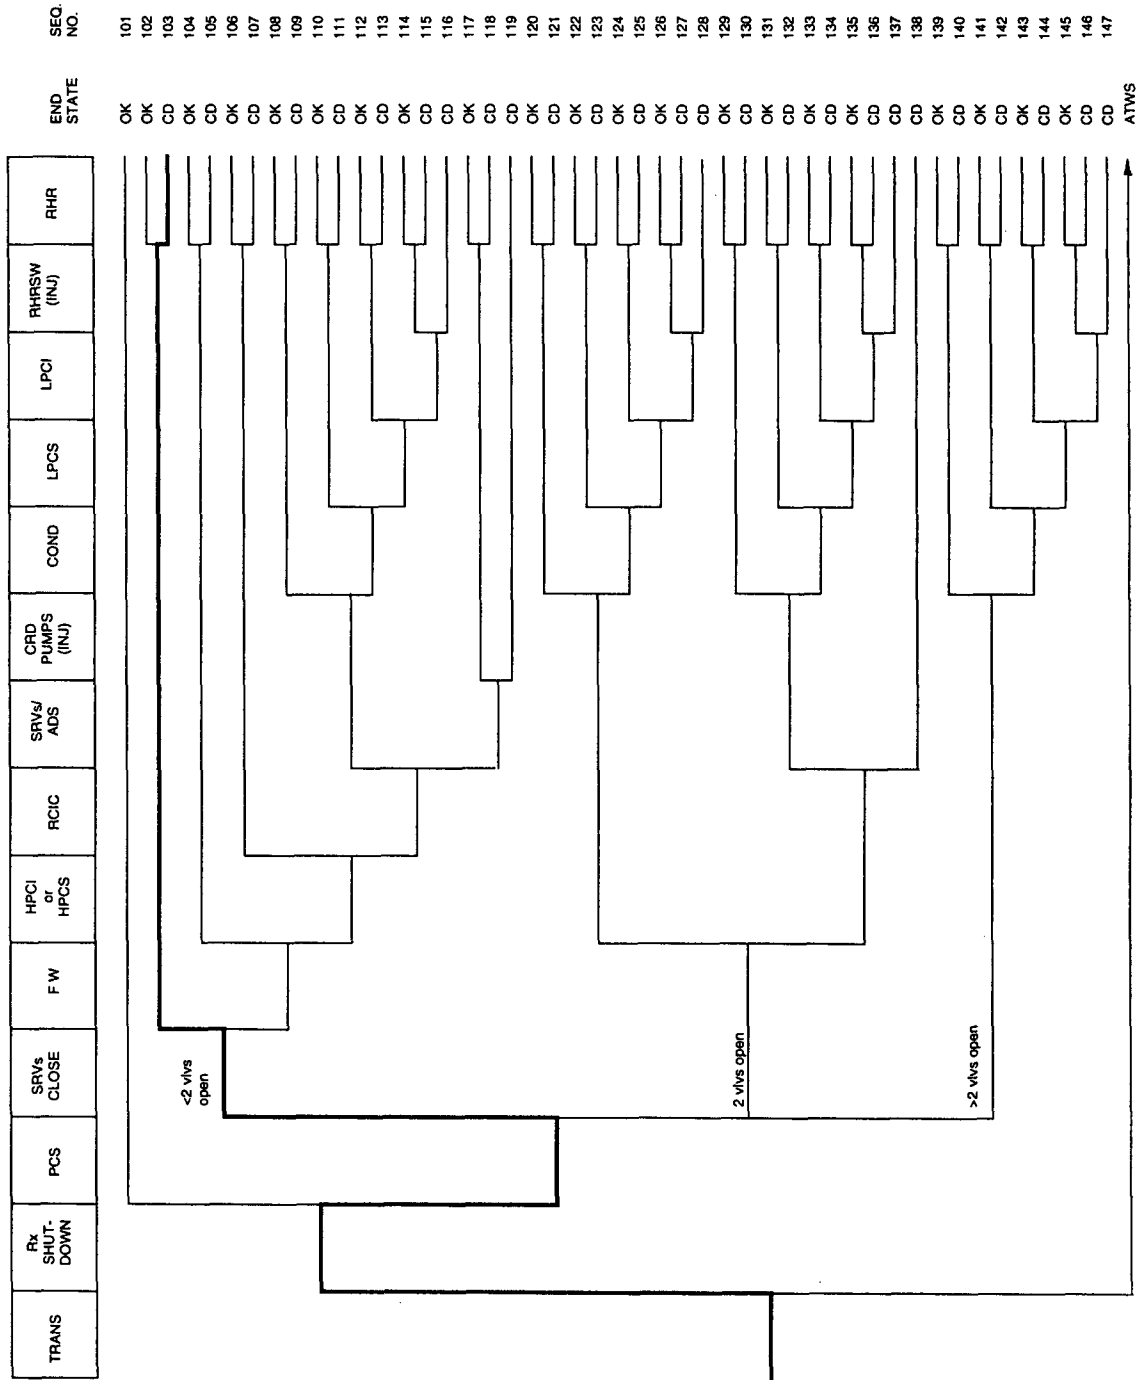 TRANS
Rx
SHUT-
DOWN
PCS
SRVs
CLOSE
FW
HPCI
or
HPCS
RCIC
SRVs/
ADS
CRD
PUMPS
(INJ)
COND
LPCS
LPCI
RHRSW
(INJ)
RHR
END
STATE
SEQ.
NO.
<2 vlvs
open
2 vlvs open
>2 vlvs open
OK 101
OK 102
CD 103
OK 104
CD 105
OK 106
CD 107
OK 108
CD 109
OK 110
CD 111
OK 112
CD 113
OK 114
CD 115
CD 116
OK 117
CD 118
CD 119
OK 120
CD 121
OK 122
CD 123
OK 124
CD 125
OK 126
CD 127
CD 128
OK 129
CD 130
OK 131
CD 132
OK 133
CD 134
OK 135
CD 136
CD 137
CD 138
OK 139
CD 140
OK 141
CD 142
OK 143
CD 144
OK 145
CD 146
CD 147
ATWS